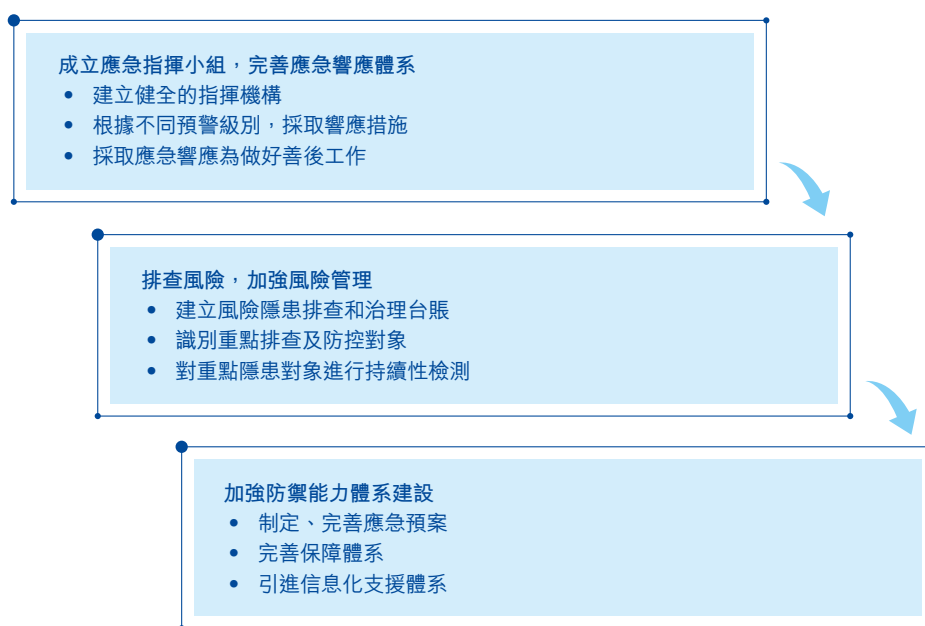 成立應急指揮小組，完善應急響應體系
• 建立健全的指揮機構
• 根據不同預警級別，採取響應措施
• 採取應急響應為做好善後工作
排查風險，加強風險管理
• 建立風險隱患排查和治理台賬
• 識別重點排查及防控對象
• 對重點隱患對象進行持續性檢測
加強防禦能力體系建設
• 制定、完善應急預案
• 完善保障體系
• 引進信息化支援體系